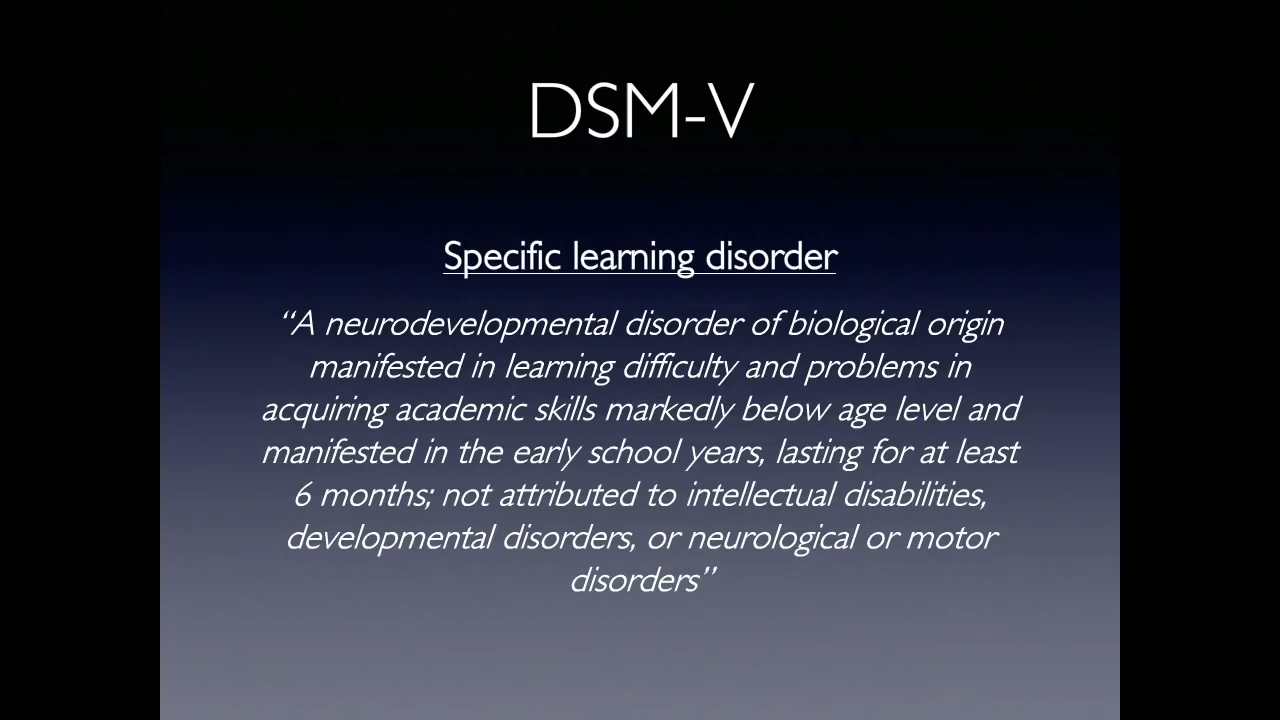 DSM-V
Specific learning disorder
“A neurodevelopmental disorder of biological origin
manifested in learning difficulty and problems in
acquiring academic skills markedly below age level and
manifested in the early school years, lasting for at least
6 months; not attributed to intellectual disabilities,
developmental disorders, or neurological or motor
disorders”